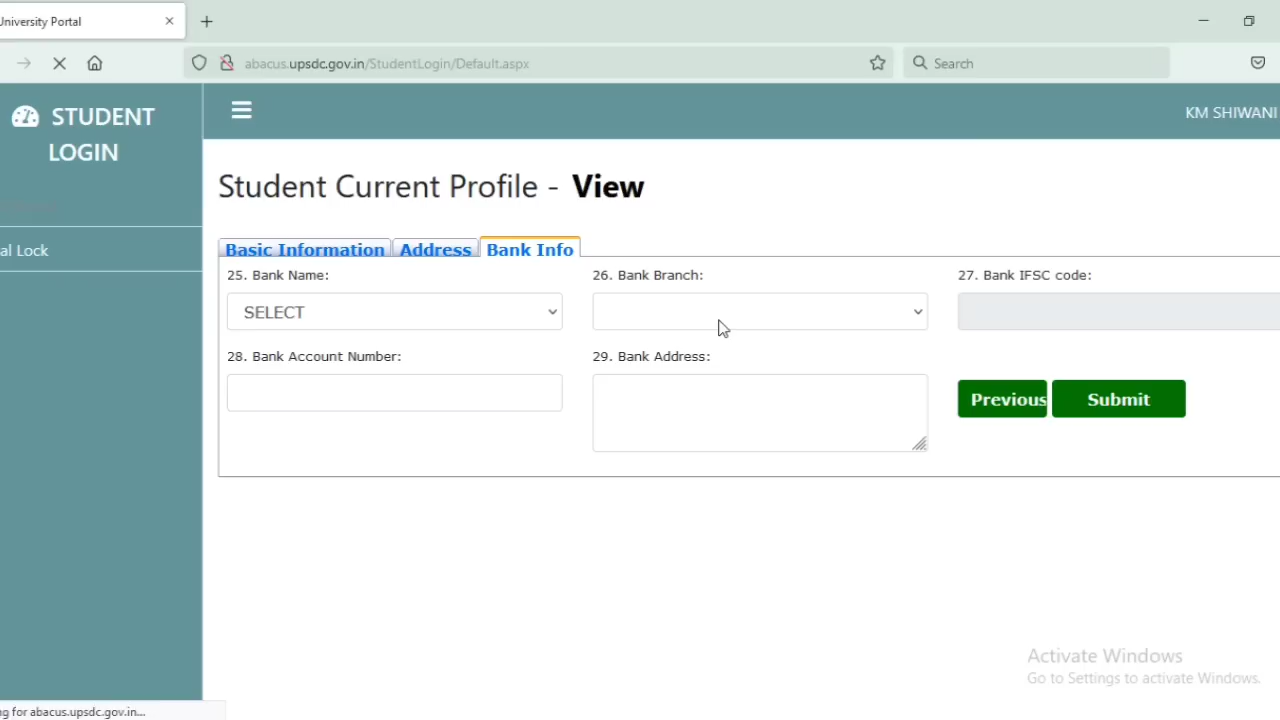 University Portal
abacus.upsdc.gov.in/StudentLogin/Default.aspx
Search
STUDENT
LOGIN
KM SHIWANI
al Lock
Student Current Profile - View
Basic Information Address Bank Info
25. Bank Name: 26. Bank Branch: 27. Bank IFSC code:
SELECT
28. Bank Account Number: 29. Bank Address:
Previous Submit
Activate Windows
Go to Settings to activate Windows.
ng for abacus.upsdc.gov.in...